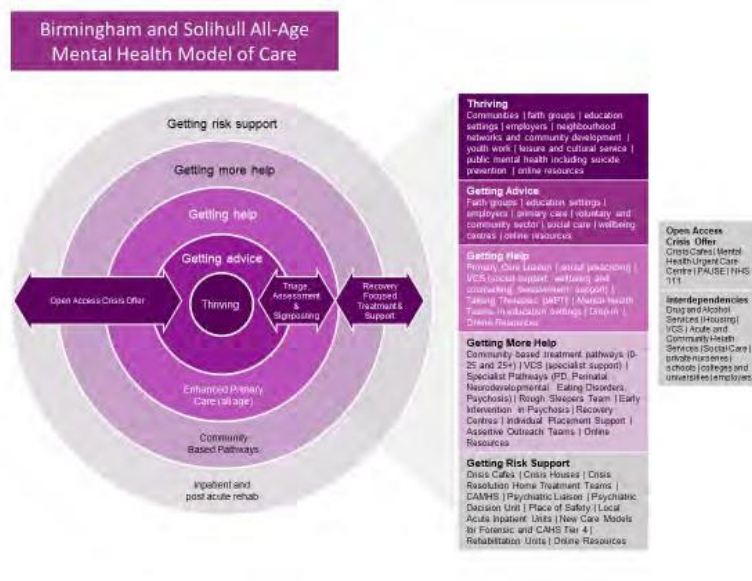 Birmingham and Solihull All-Age
Mental Health Model of Care
Getting risk support
Getting more help
Getting help
Getting advice
Open Access Crisis Offer
Thriving
Triage,
Assessment
&
Signposting
Recovery
Focused
Treatment &
Support
Enhanced Primary
Care (all age)
Community
Based Pathways
Inpatient and
post acute rehab
Thriving
Communities | faith groups | education
settings | employers | neighbourhood
networks and community development |
youth work | leisure and cultural service |
public mental health including suicide
prevention | online resources
Getting Advice
Faith groups | education settings |
employers | primary care | voluntary and
community sector | social care | wellbeing
centres | online resources
Getting Help
Primary Care Liaison | social prescribing |
VCS (social support, wellbeing and
counselling, bereavement support) |
Talking Therapies (IAPT) | Mental Health
Teams in education settings | Drop-in |
Online Resources
Getting More Help
Community based treatment pathways (0-
25 and 25+) | VCS (specialist support) |
Specialist Pathways (PD, Perinatal
Neurodevelopmental Eating Disorders,
Psychosis) | Rough Sleepers Team | Early
Intervention in Psychosis | Recovery
Centres | Individual Placement Support |
Assertive Outreach Teams | Online
Resources
Getting Risk Support
Crisis Cafes | Crisis Houses | Crisis
Resolution Home Treatment Teams |
CAMHS | Psychiatric Liaison | Psychiatric
Decision Unit | Place of Safety | Local
Acute Inpatient Units | New Care Models
for Forensic and CAHS Tier 4 |
Rehabilitation Units | Online Resources
Open Access
Crisis Offer
Crisis Cafes | Mental
Health Urgent Care
Centre | PAUSE | NHS
111
Interdependencies
Drug and Alcohol
Services | Housing |
VCS | Acute and
Community Health
Services | Social Care |
private nurseries |
schools | colleges and
universities | employers